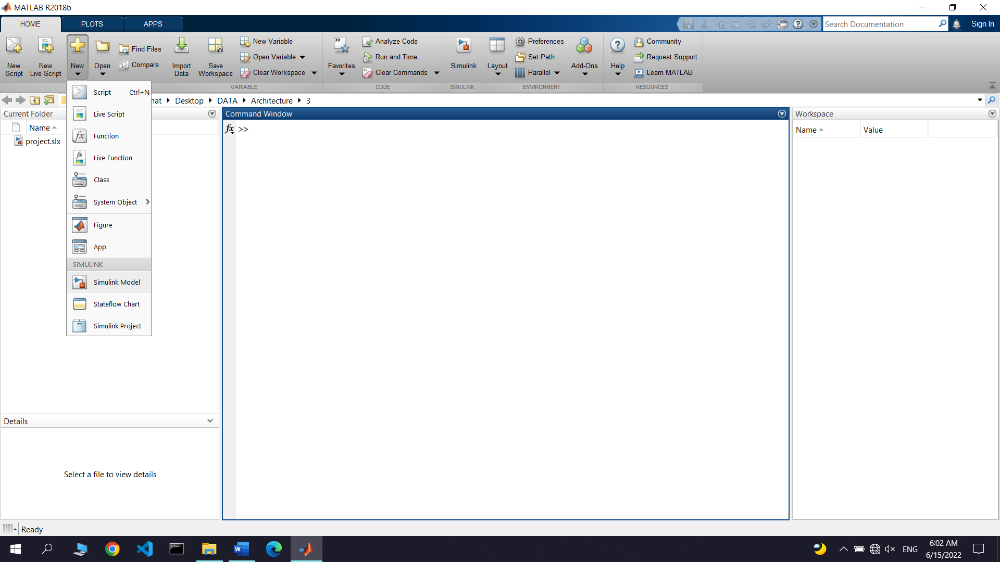 MATLAB R2018b
HOME
PLOTS
APPS
Search Documentation
Sign In
New Script
New Live Script
New
Open
Find Files
Compare
Import Data
Save Workspace
New Variable
Open Variable
Clear Workspace
Favorites
Analyze Code
Run and Time
Clear Commands
Simulink
Layout
Preferences
Set Path
Parallel
Add-Ons
Help
Community
Request Support
Learn MATLAB
VARIABLE
CODE
SIMULINK
ENVIRONMENT
RESOURCES
Desktop
DATA
Architecture
3
Current Folder
Name
project.slx
Script Ctrl+N
Live Script
Function
Live Function
Class
System Object
Figure
App
SIMULINK
Simulink Model
Stateflow Chart
Simulink Project
Command Window
fx >>
Workspace
Name
Value
Details
Select a file to view details
Ready
ENG
6:02 AM
6/15/2022